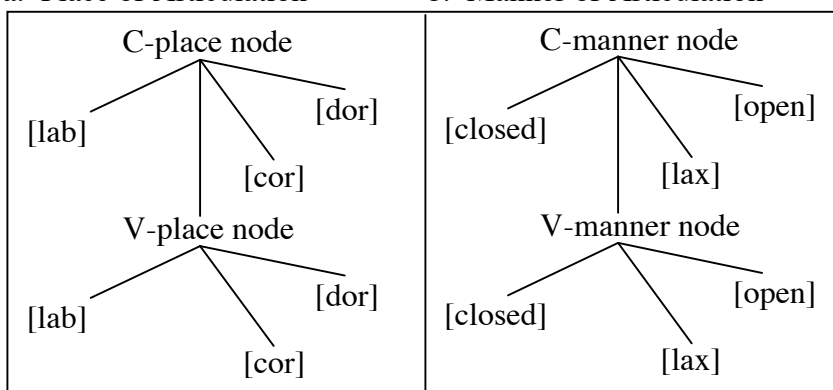 a. Place of Articulation b. Manner of Articulation
C-place node C-manner node
[lab] [cor] [dor] [closed] [lax] [open]
V-place node V-manner node
[lab] [cor] [dor] [closed] [lax] [open]